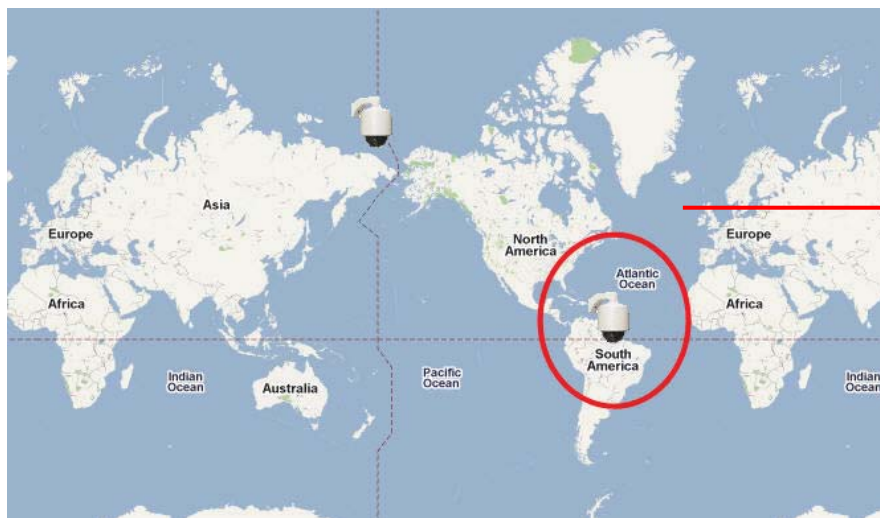 Asia
Europe
North
America
Europe
Atlantic
Ocean
Africa
Africa
South
America
Indian
Ocean
Pacific
Ocean
Australia
Indian
Ocean